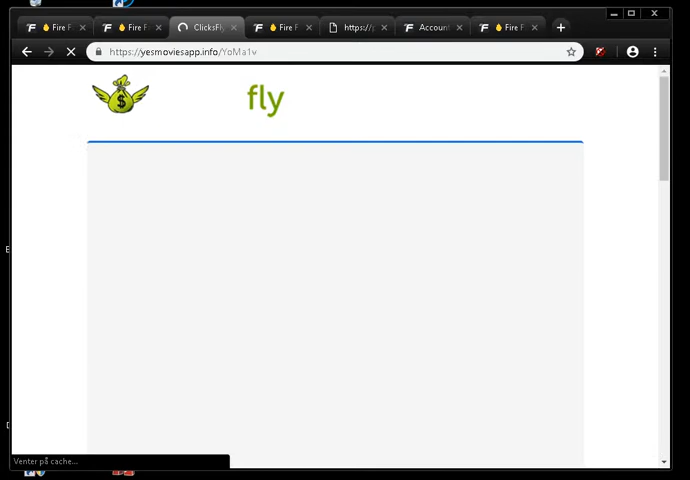 Fire F
Fire F
ClicksFly
Fire F
https://
Account
Fire F
https://yesmoviesapp.info/YoMa1v
$
fly
Venter på cache...